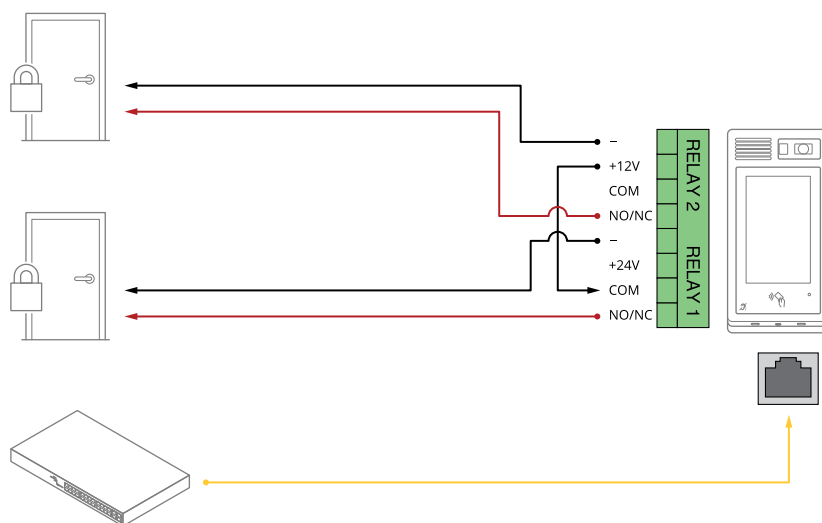 –
+12V
COM
NO/NC
RELAY 2
–
+24V
COM
NO/NC
RELAY 1